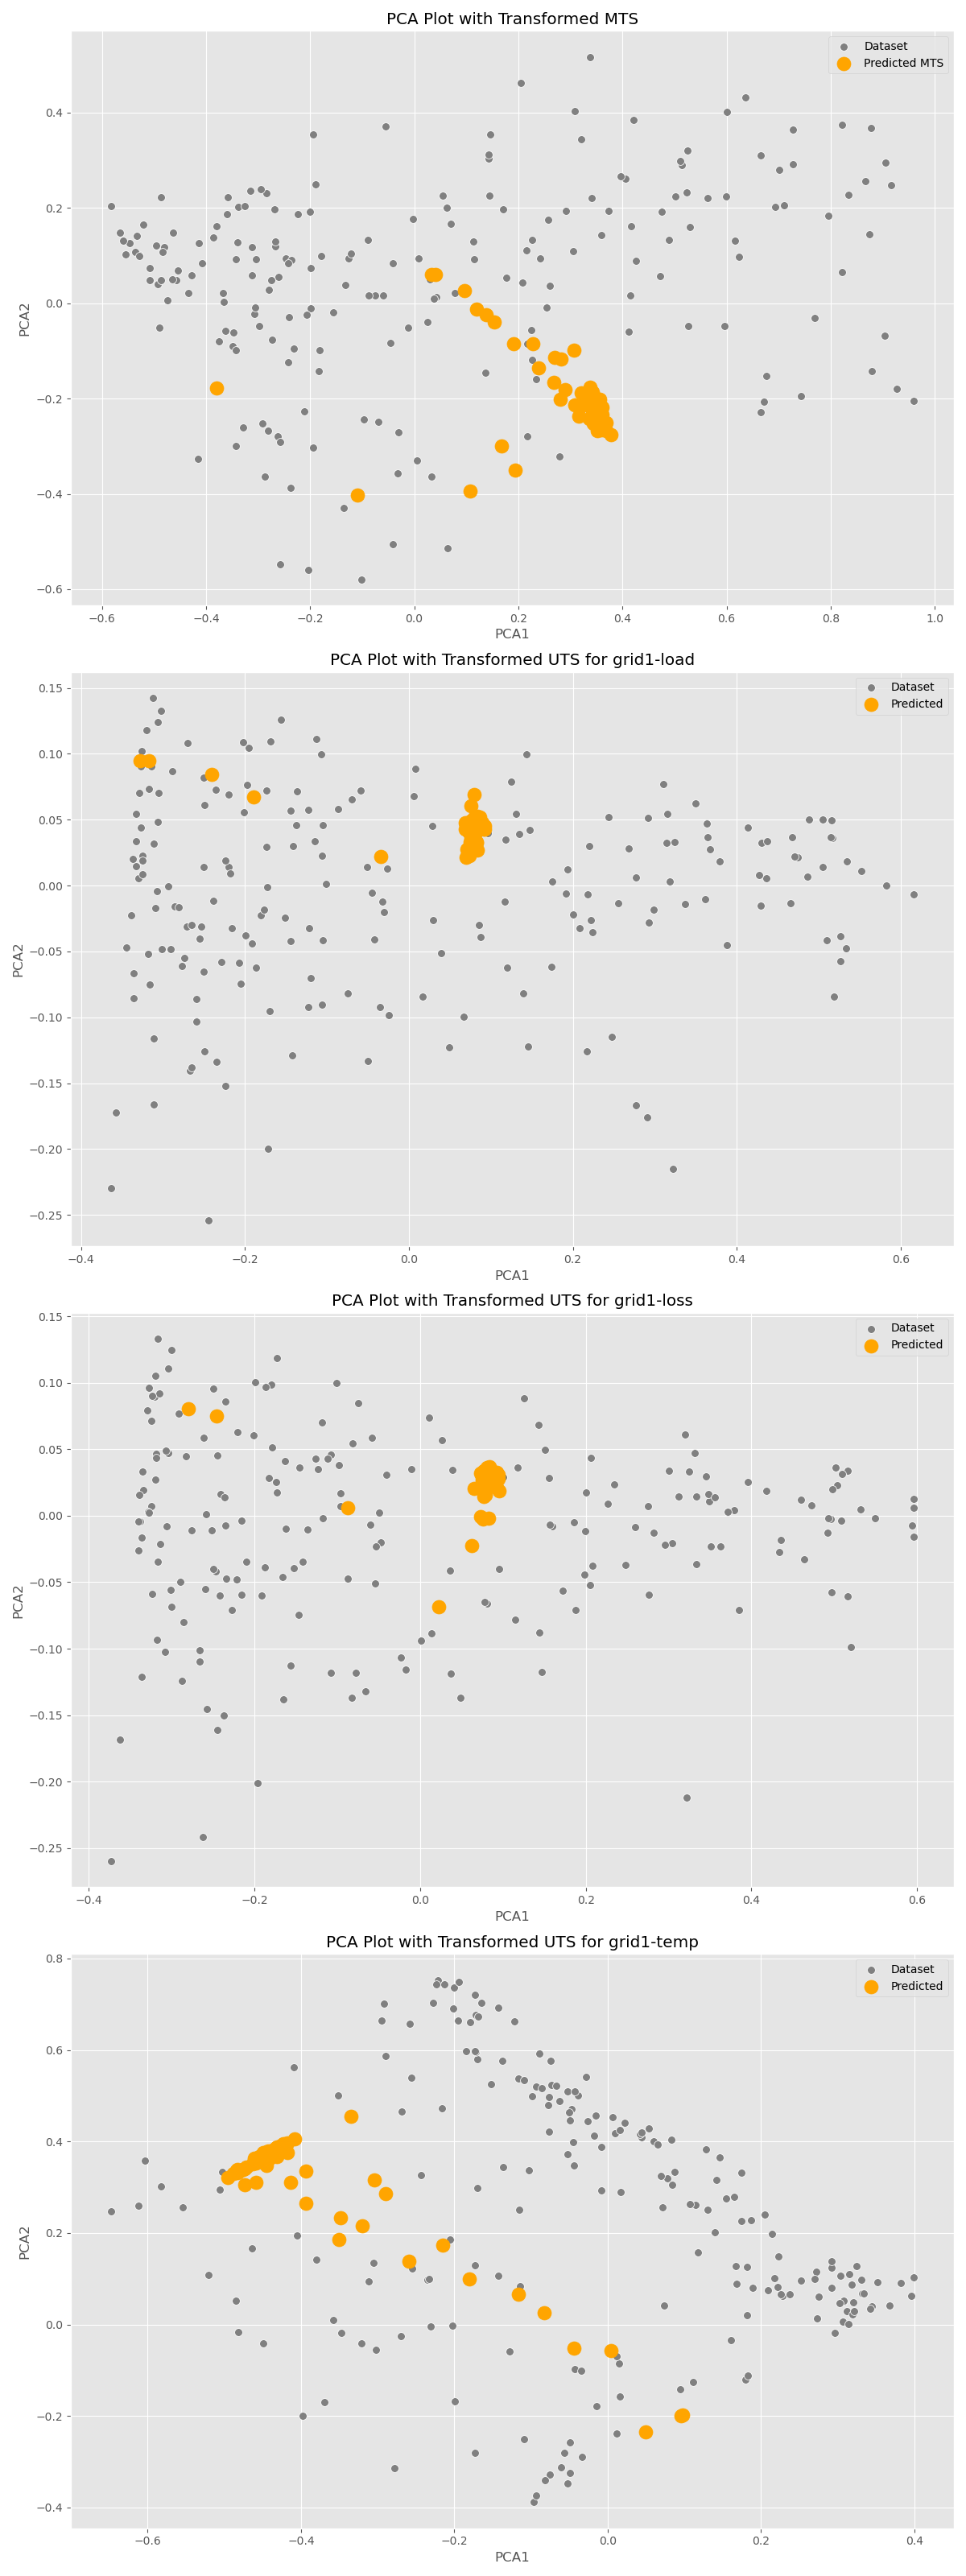 PCA Plot with Transformed MTS
Dataset
Predicted MTS
0.4
0.2
0.0
−0.2
−0.4
−0.6
PCA2
−0.6 −0.4 −0.2 0.0 0.2 0.4 0.6 0.8 1.0
PCA1
PCA Plot with Transformed UTS for grid1-load
Dataset
Predicted
0.15
0.10
0.05
0.00
−0.05
−0.10
−0.15
−0.20
−0.25
PCA2
−0.4 −0.2 0.0 0.2 0.4 0.6
PCA1
PCA Plot with Transformed UTS for grid1-loss
Dataset
Predicted
0.15
0.10
0.05
0.00
−0.05
−0.10
−0.15
−0.20
−0.25
PCA2
−0.4 −0.2 0.0 0.2 0.4 0.6
PCA1
PCA Plot with Transformed UTS for grid1-temp
Dataset
Predicted
0.8
0.6
0.4
0.2
0.0
−0.2
−0.4
PCA2
−0.6 −0.4 −0.2 0.0 0.2 0.4
PCA1